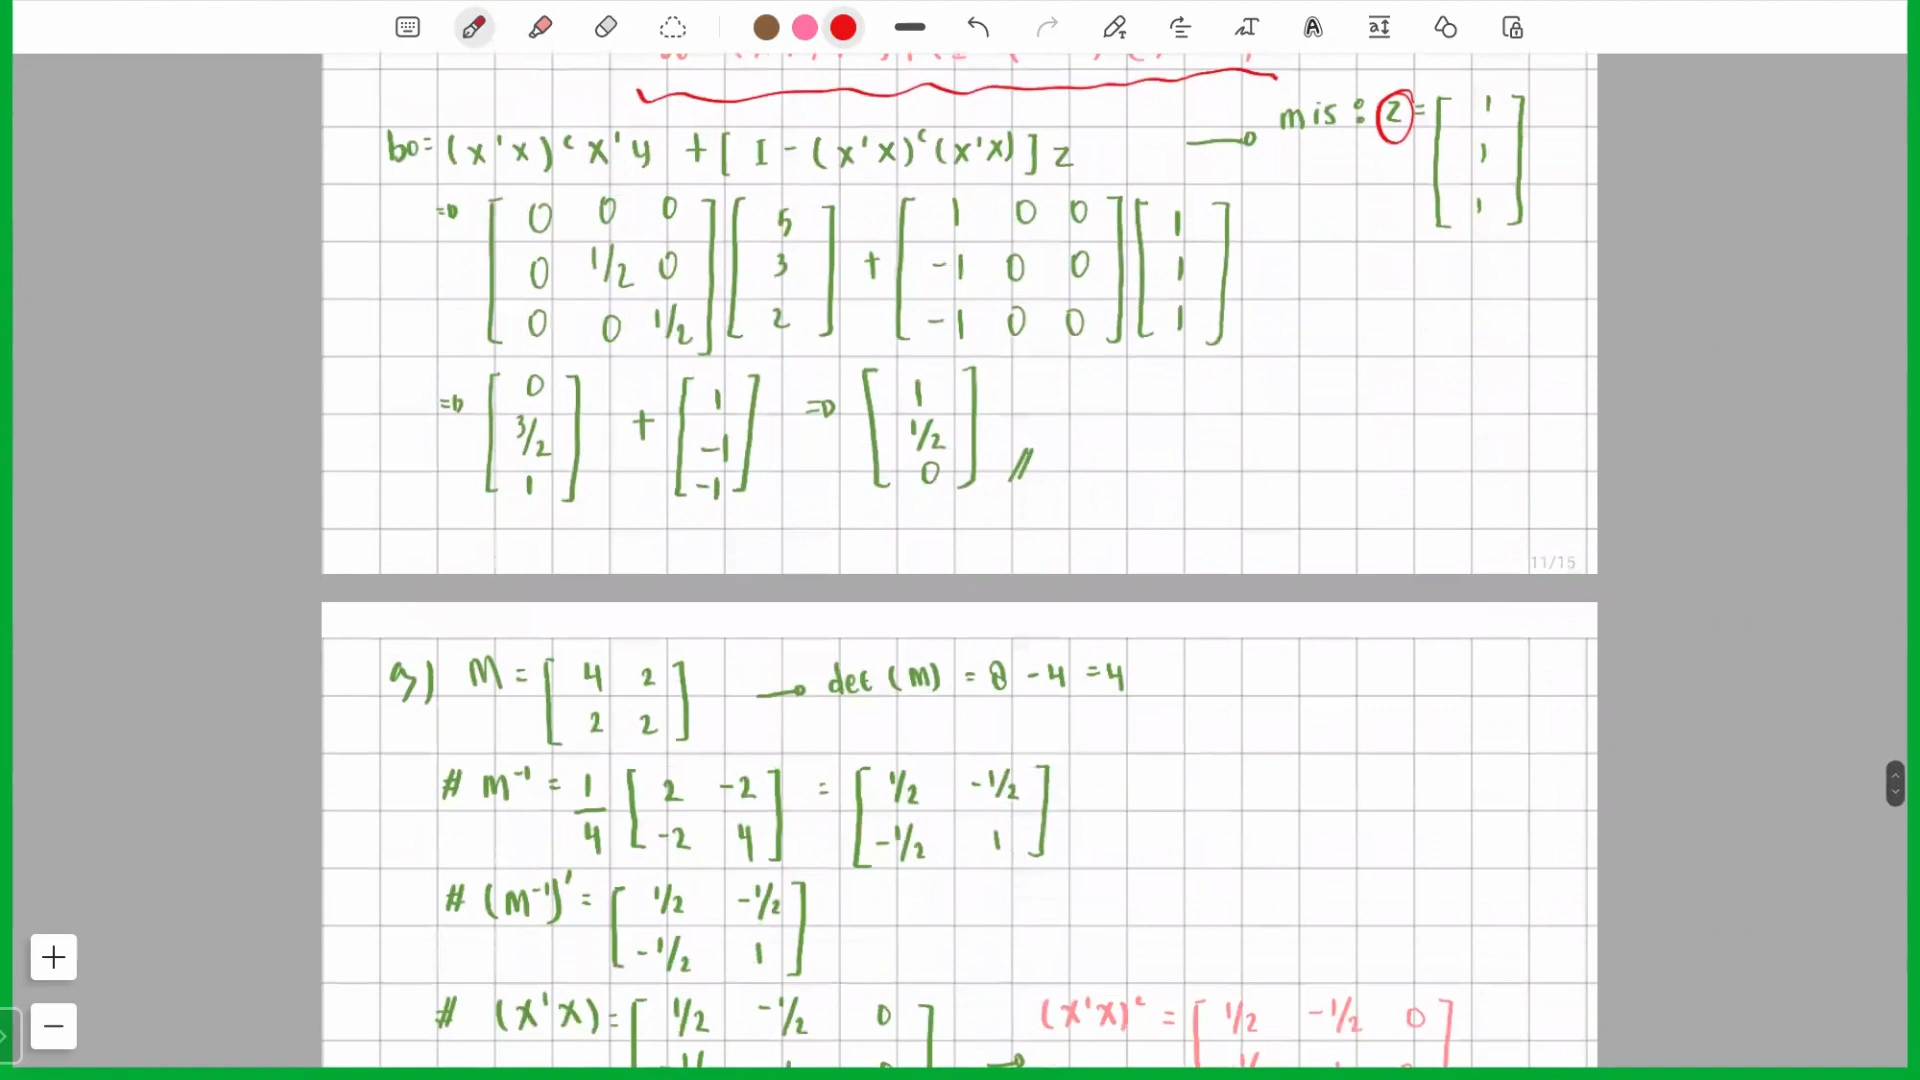 mis : z = [ 1 1 1 ]
bo = (x'x)ᶜ x'y + [ I - (x'x)ᶜ(x'x) ] z
=> [ 0 0 0 ] [ 5 ] + [ 1 0 0 ] [ 1 ]
[ 0 1/2 0 ] [ 3 ] [ -1 0 0 ] [ 1 ]
[ 0 0 1/2 ] [ 2 ] [ -1 0 0 ] [ 1 ]
=> [ 0 ] + [ 1 ] => [ 1 ]
[ 3/2 ] [ -1 ] [ 1/2 ]
[ 1 ] [ -1 ] [ 0 ] //
11/15
M = [ 4 2 ] → det (m) = 8 - 4 = 4
[ 2 2 ]
# m⁻¹ = 1/4 [ 2 -2 ] = [ 1/2 -1/2 ]
[ -2 4 ] [ -1/2 1 ]
# (m⁻¹)' = [ 1/2 -1/2 ]
[ -1/2 1 ]
# (x'x) = [ 1/2 -1/2 0 ] (x'x)ᶜ = [ 1/2 -1/2 0 ]